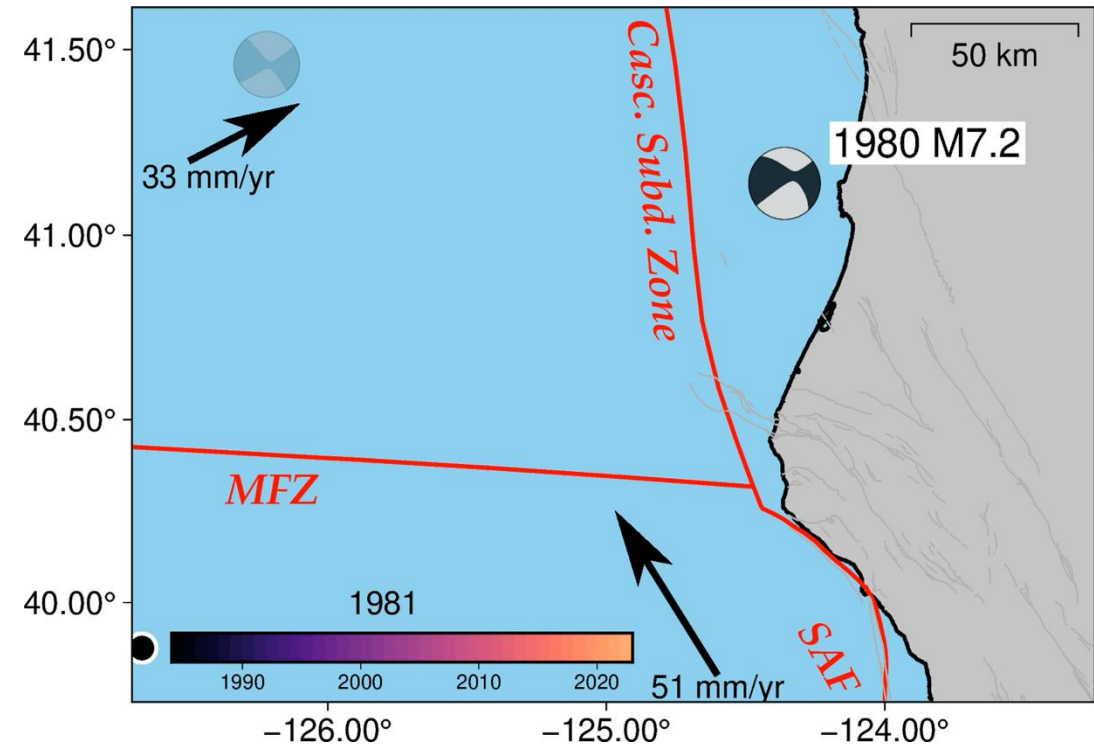 41.50°
41.00°
40.50°
40.00°
−126.00°
−125.00°
−124.00°
50 km
33 mm/yr
1980 M7.2
Casc. Subd. Zone
MFZ
1981
1990
2000
2010
2020
51 mm/yr
SAF